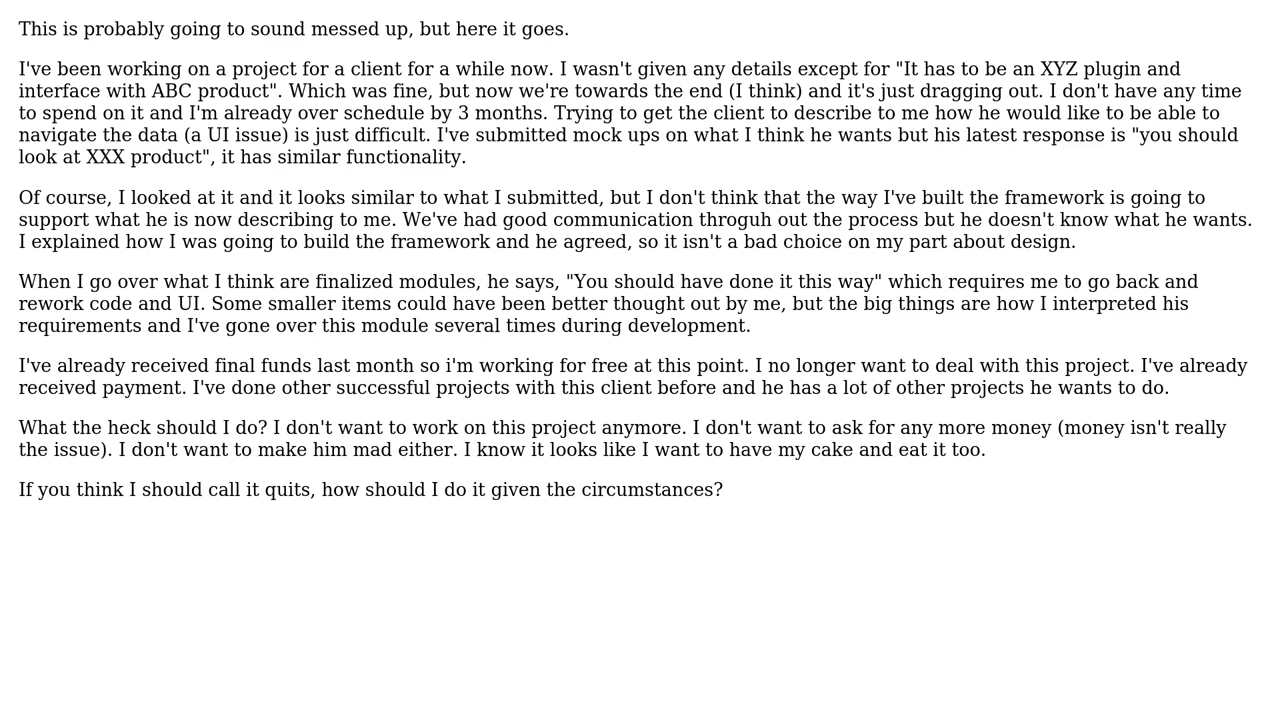 This is probably going to sound messed up, but here it goes.
I've been working on a project for a client for a while now. I wasn't given any details except for "It has to be an XYZ plugin and
interface with ABC product". Which was fine, but now we're towards the end (I think) and it's just dragging out. I don't have any time
to spend on it and I'm already over schedule by 3 months. Trying to get the client to describe to me how he would like to be able to
navigate the data (a UI issue) is just difficult. I've submitted mock ups on what I think he wants but his latest response is "you should
look at XXX product", it has similar functionality.
Of course, I looked at it and it looks similar to what I submitted, but I don't think that the way I've built the framework is going to
support what he is now describing to me. We've had good communication throguh out the process but he doesn't know what he wants.
I explained how I was going to build the framework and he agreed, so it isn't a bad choice on my part about design.
When I go over what I think are finalized modules, he says, "You should have done it this way" which requires me to go back and
rework code and UI. Some smaller items could have been better thought out by me, but the big things are how I interpreted his
requirements and I've gone over this module several times during development.
I've already received final funds last month so i'm working for free at this point. I no longer want to deal with this project. I've already
received payment. I've done other successful projects with this client before and he has a lot of other projects he wants to do.
What the heck should I do? I don't want to work on this project anymore. I don't want to ask for any more money (money isn't really
the issue). I don't want to make him mad either. I know it looks like I want to have my cake and eat it too.
If you think I should call it quits, how should I do it given the circumstances?